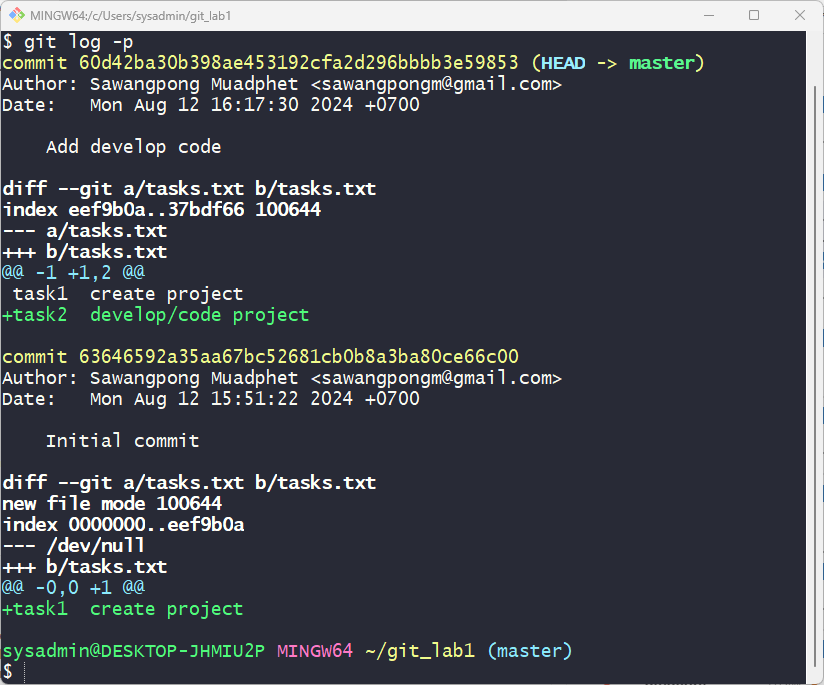 MINGW64:/c/Users/sysadmin/git_lab1
$ git log -p
commit 60d42ba30b398ae453192cfa2d296bbbb3e59853 (HEAD -> master)
Author: Sawangpong Muadphet <sawangpongm@gmail.com>
Date:   Mon Aug 12 16:17:30 2024 +0700
    Add develop code
diff --git a/tasks.txt b/tasks.txt
index eef9b0a..37bdf66 100644
--- a/tasks.txt
+++ b/tasks.txt
@@ -1 +1,2 @@
 task1  create project
+task2  develop/code project
commit 63646592a35aa67bc52681cb0b8a3ba80ce66c00
Author: Sawangpong Muadphet <sawangpongm@gmail.com>
Date:   Mon Aug 12 15:51:22 2024 +0700
    Initial commit
diff --git a/tasks.txt b/tasks.txt
new file mode 100644
index 0000000..eef9b0a
--- /dev/null
+++ b/tasks.txt
@@ -0,0 +1 @@
+task1  create project
sysadmin@DESKTOP-JHMIU2P MINGW64 ~/git_lab1 (master)
$